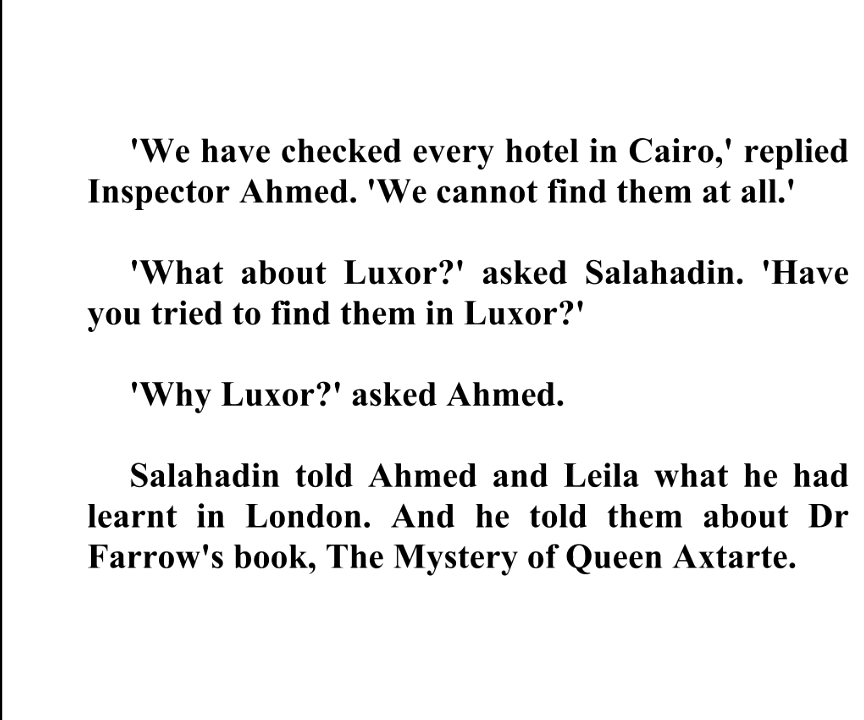 'We have checked every hotel in Cairo,' replied
Inspector Ahmed. 'We cannot find them at all.'
'What about Luxor?' asked Salahadin. 'Have
you tried to find them in Luxor?'
'Why Luxor?' asked Ahmed.
Salahadin told Ahmed and Leila what he had
learnt in London. And he told them about Dr
Farrow's book, The Mystery of Queen Axtarte.